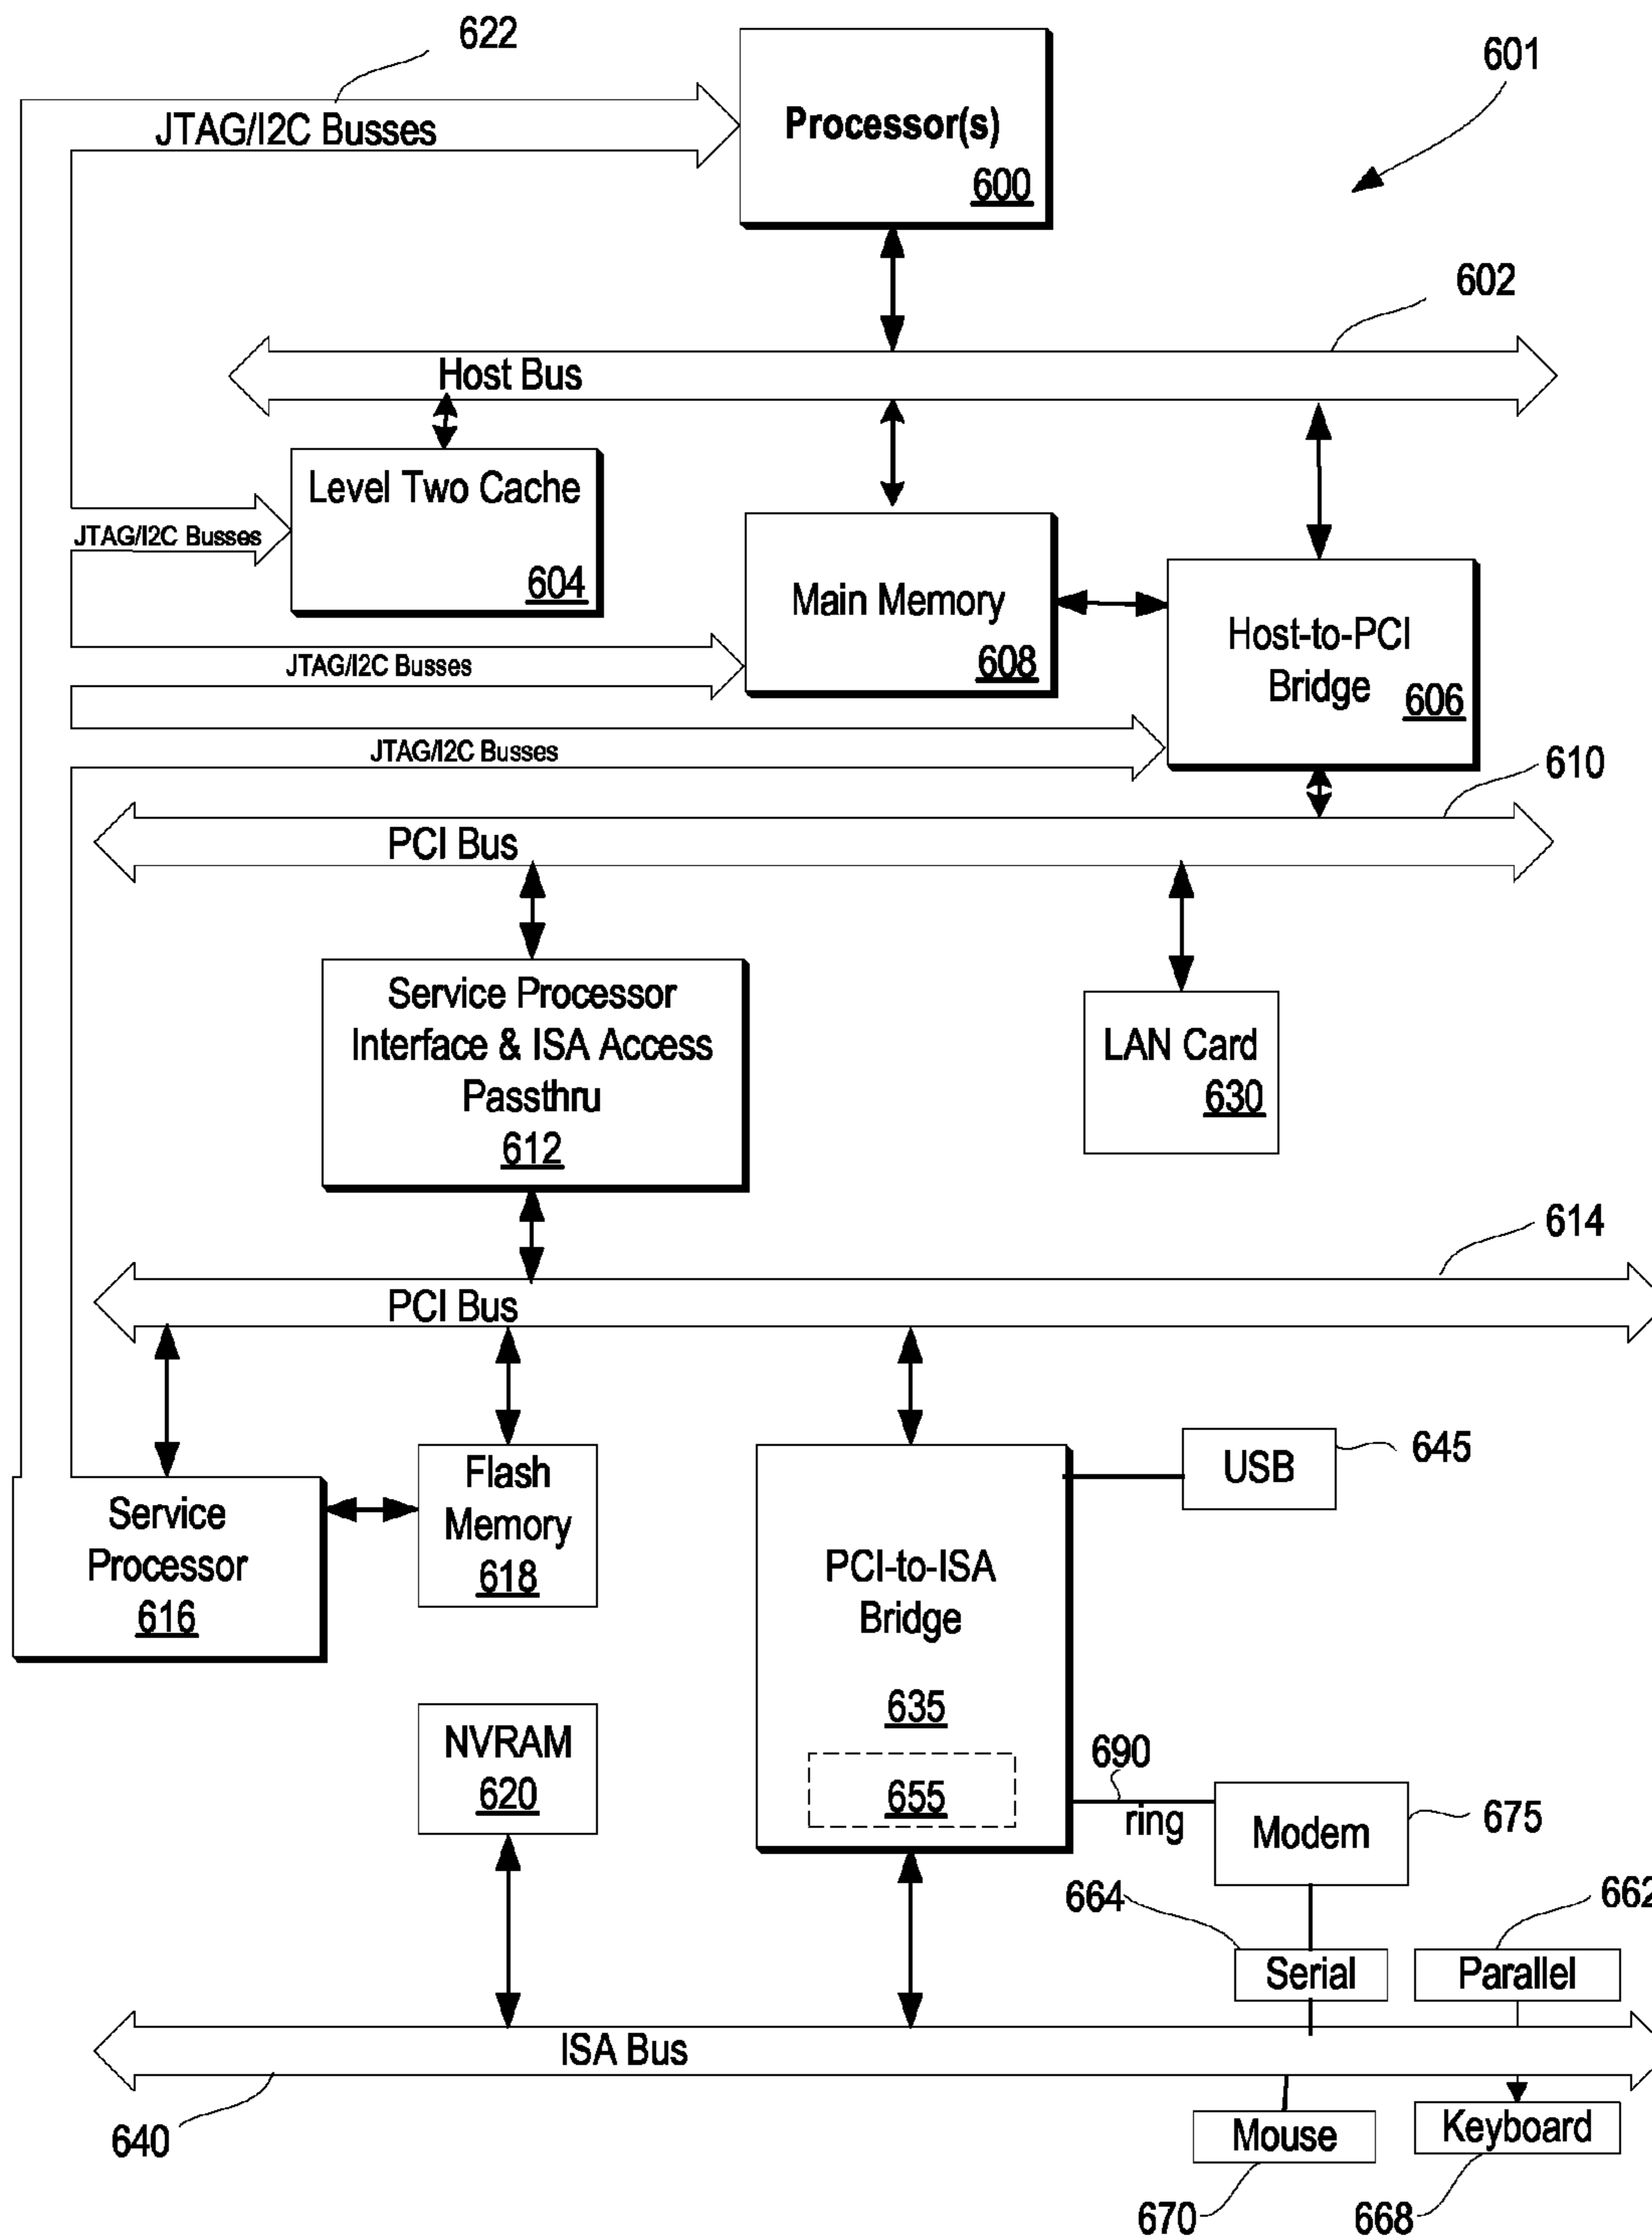 622
601
JTAG/I2C Busses
Processor(s)
600
602
Host Bus
Level Two Cache
604
JTAG/I2C Busses
Main Memory
608
Host-to-PCI
Bridge
606
JTAG/I2C Busses
JTAG/I2C Busses
610
PCI Bus
Service Processor
Interface & ISA Access
Passthru
612
LAN Card
630
614
PCI Bus
Service
Processor
616
Flash
Memory
618
USB
645
PCI-to-ISA
Bridge
635
655
NVRAM
620
690
ring
Modem
675
664
662
Serial
Parallel
ISA Bus
640
Mouse
Keyboard
670
668